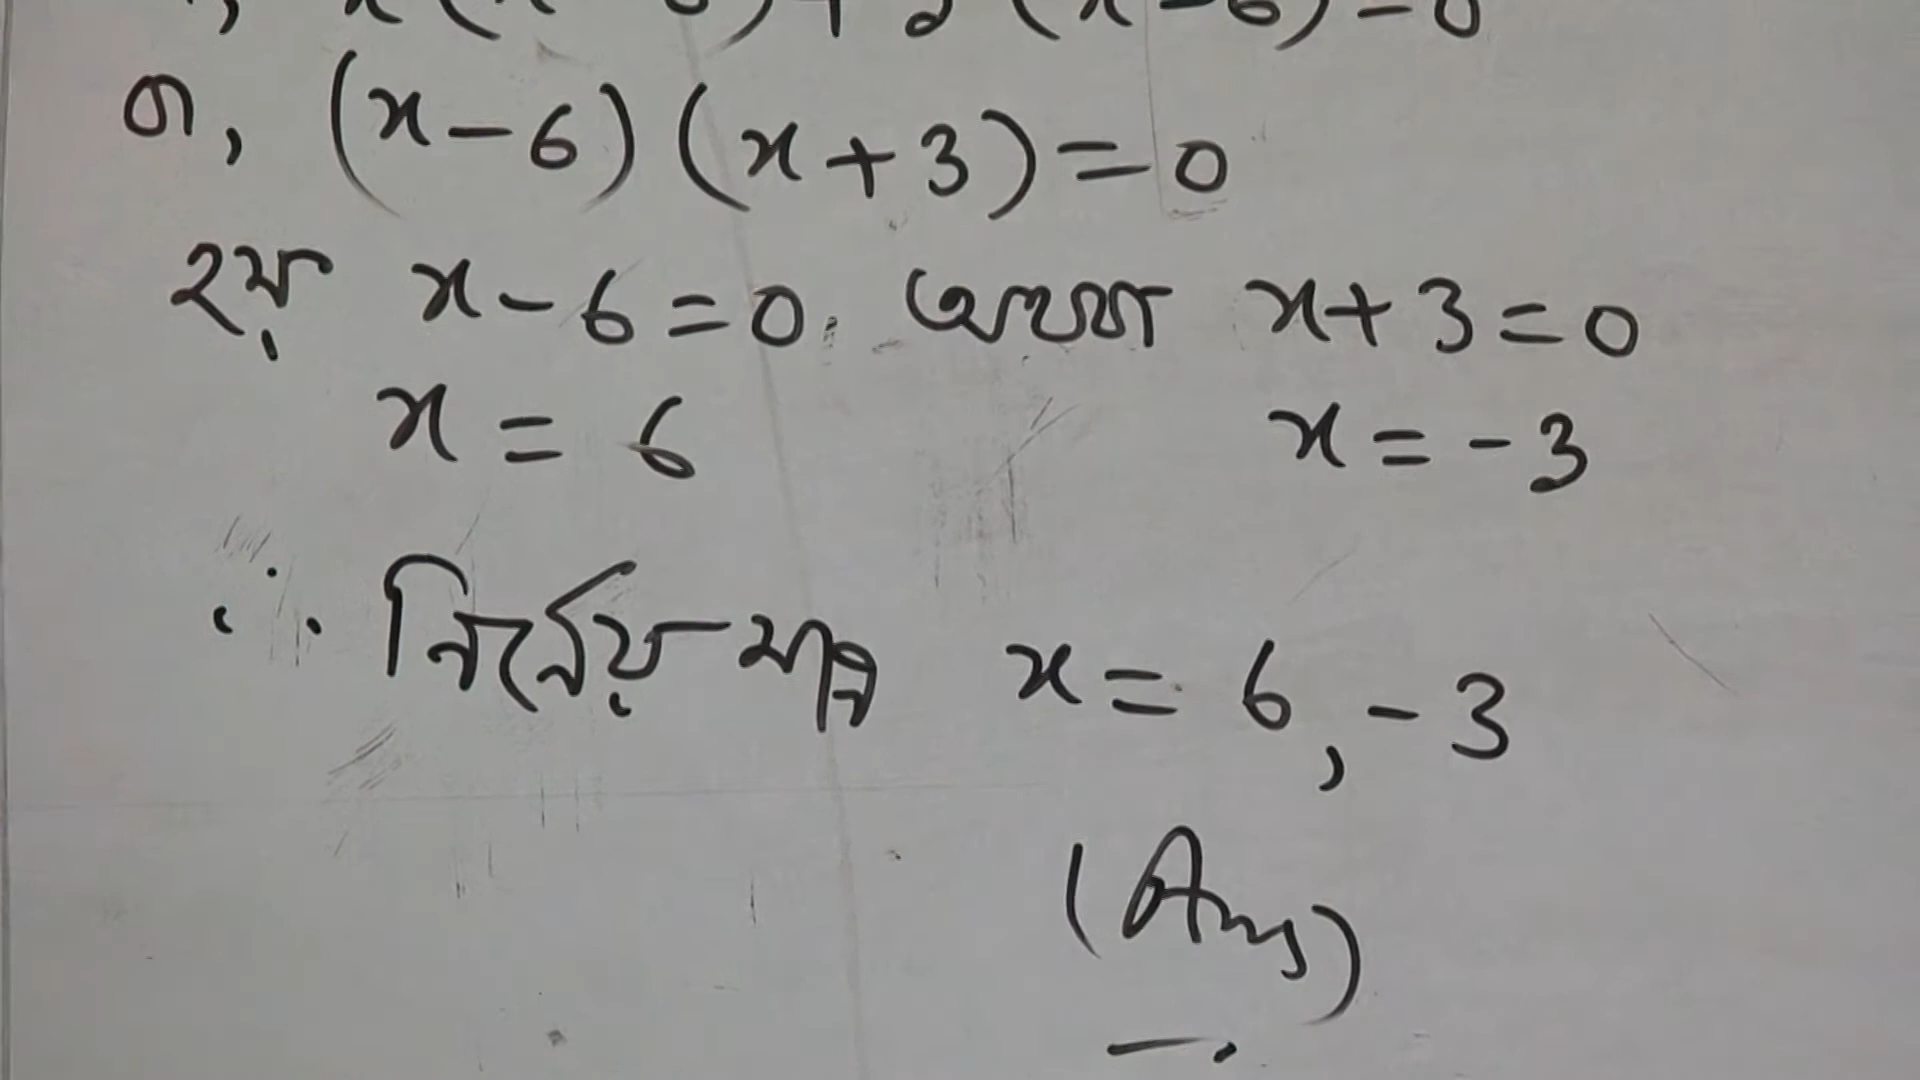 বা, (x-6)(x+3)=0
হয় x-6=0 অথবা x+3=0
x = 6 x = -3
∴ নির্নেয় মান x = 6, -3
(Ans)